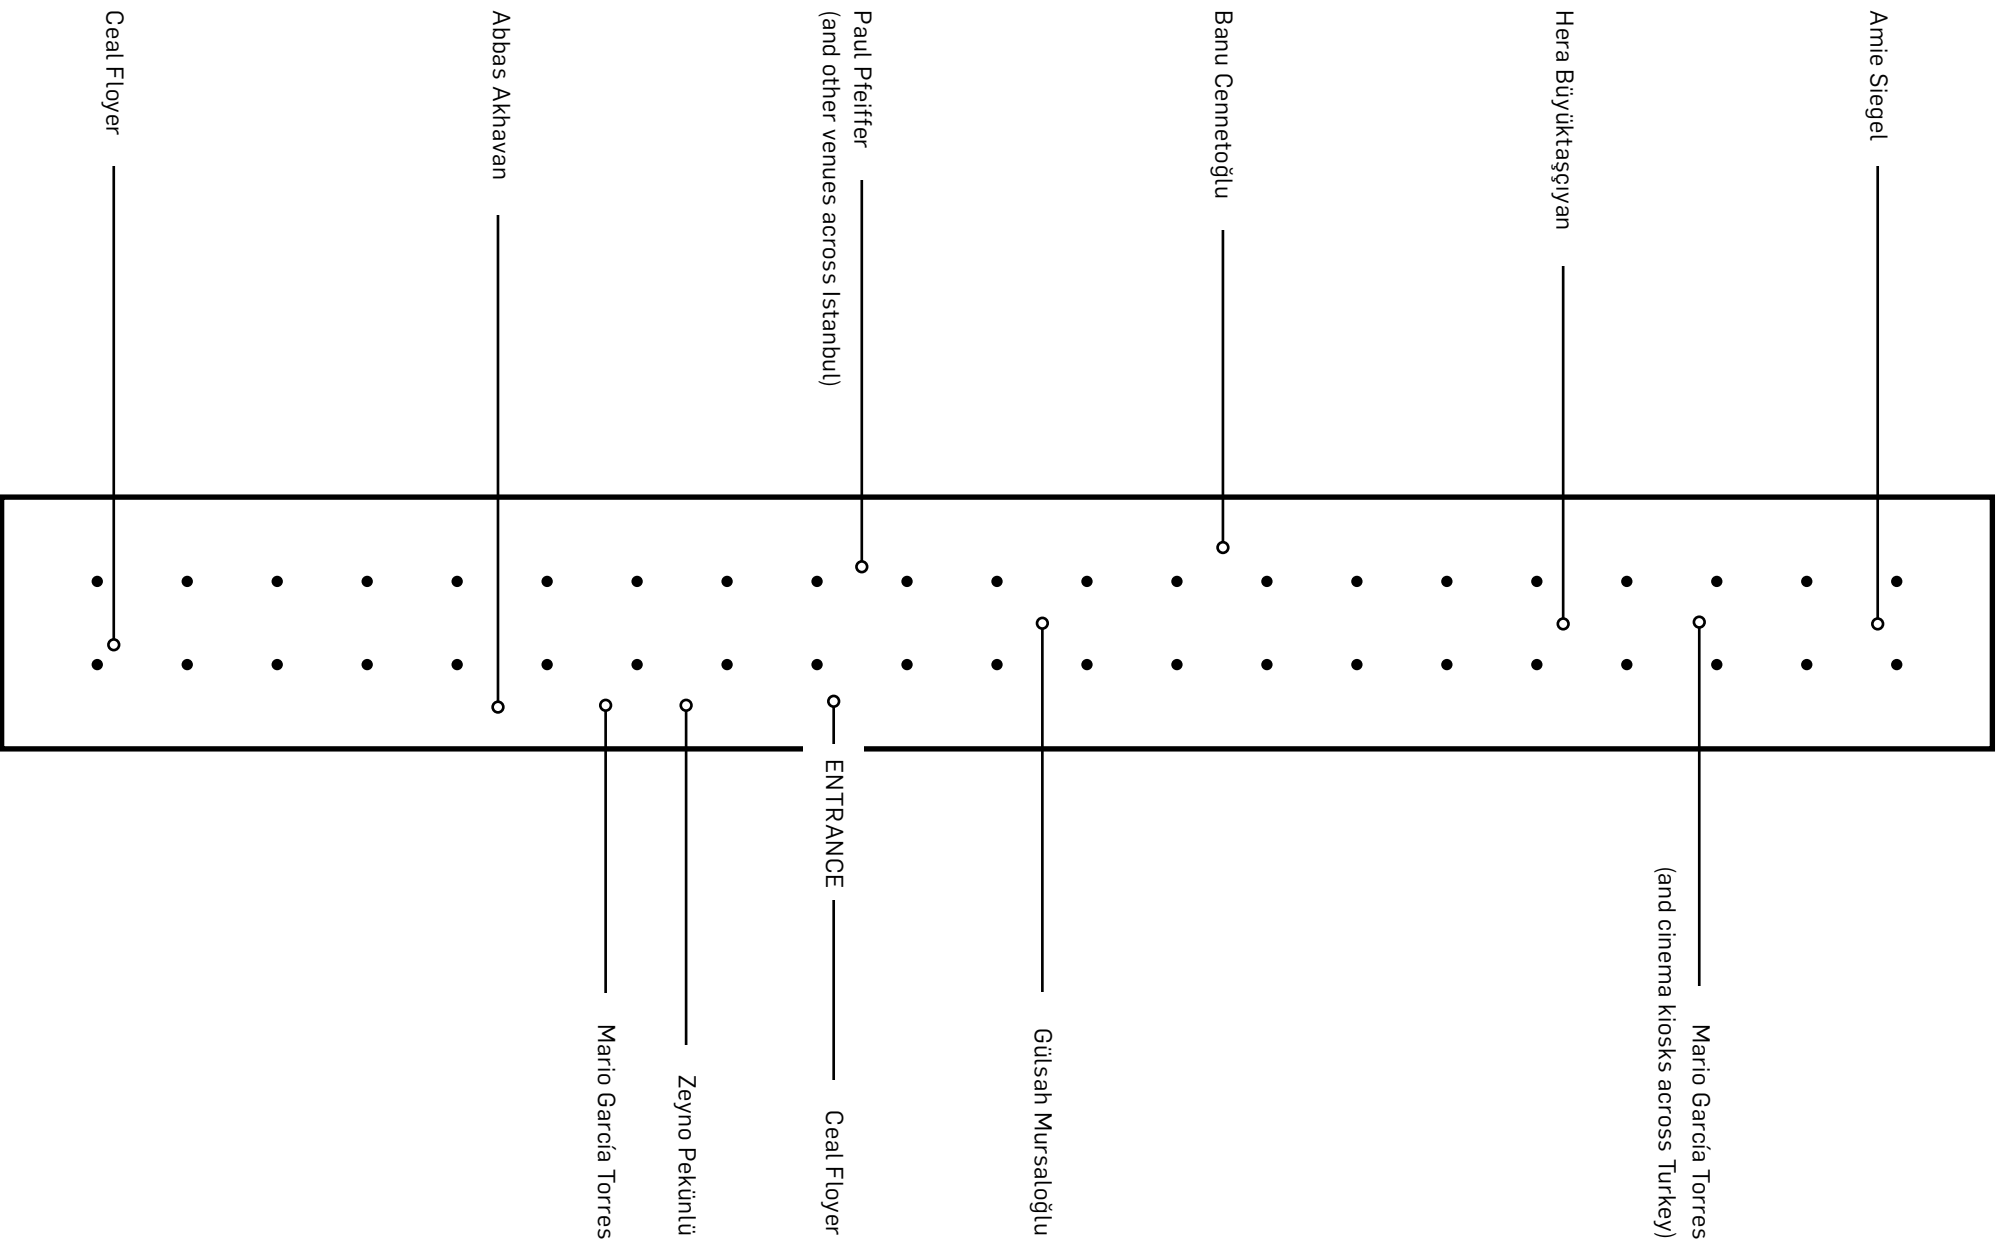 Ceal Floyer
Abbas Akhavan
Paul Pfeiffer
(and other venues across Istanbul)
Banu Cennetoğlu
Hera Büyüktaşçıyan
Amie Siegel
Mario García Torres
Zeyno Pekünlü
ENTRANCE
Ceal Floyer
Gülsah Mursaloğlu
Mario García Torres
(and cinema kiosks across Turkey)